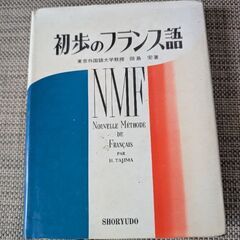 初歩のフランス語
東京外国語大学教授 田島 宏著
NMF
NOUVELLE MÉTHODE
DE
FRANÇAIS
PAR
H. TAJIMA
SHORYUDO